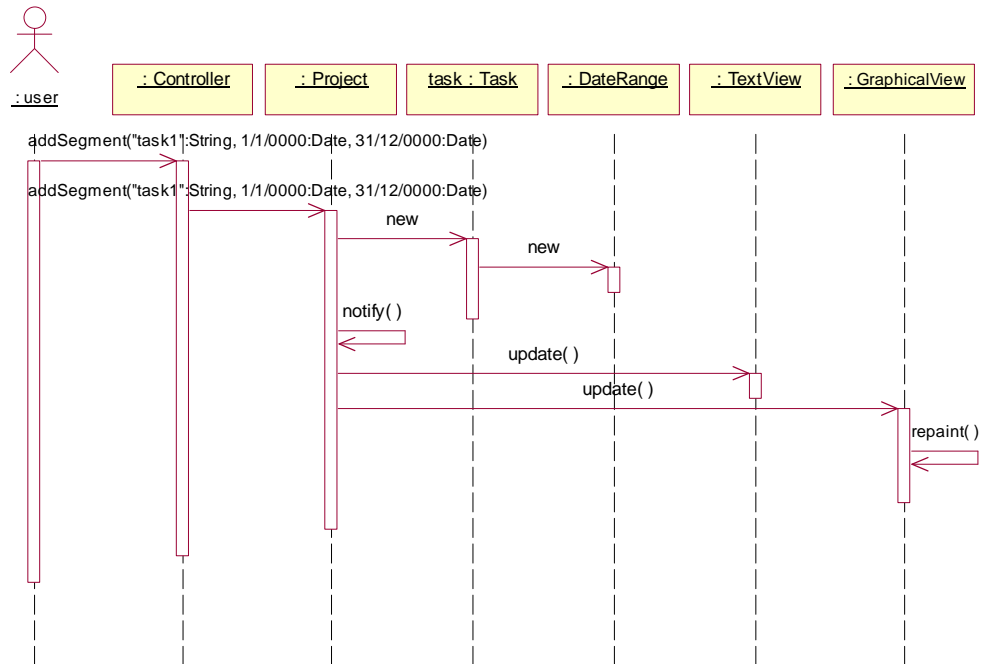 : user
: Controller
: Project
task : Task
: DateRange
: TextView
: GraphicalView
addSegment("task1":String, 1/1/0000:Date, 31/12/0000:Date)
addSegment("task1":String, 1/1/0000:Date, 31/12/0000:Date)
new
new
notify( )
update( )
update( )
repaint( )